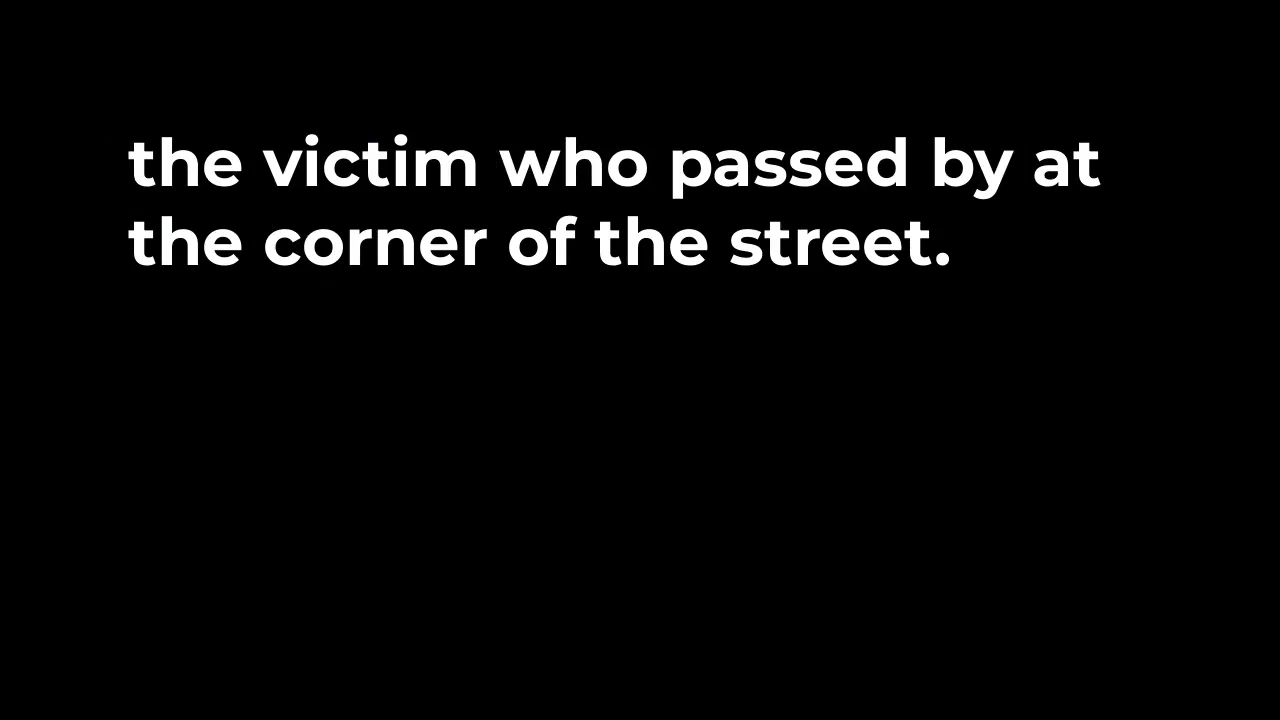 the victim who passed by at
the corner of the street.